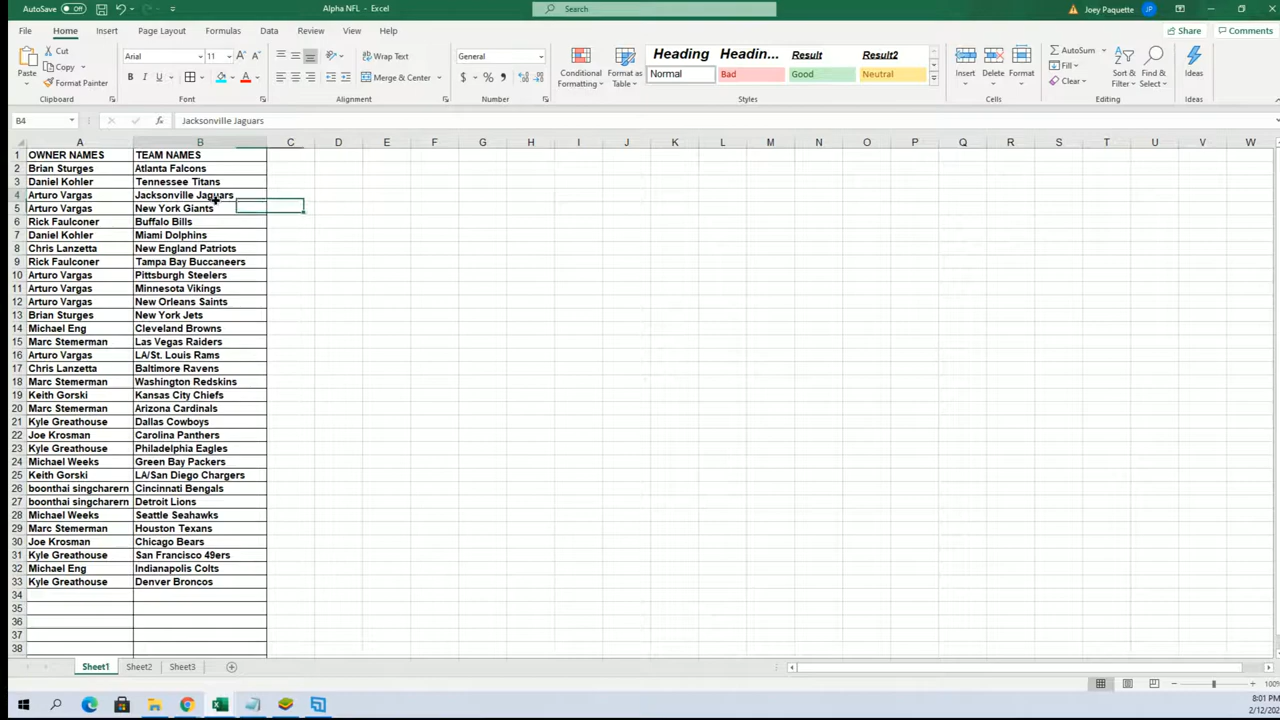 AutoSave Off Alpha NFL - Excel Search Joey Paquette JP
File Home Insert Page Layout Formulas Data Review View Help Share Comments
Paste Cut Copy Format Painter Clipboard
Arial 11 B I U A A Font
Wrap Text Merge & Center Alignment
General $ % Number
Conditional Formatting Format as Table Heading Headin... Result Result2 Normal Bad Good Neutral Styles
Insert Delete Format Cells
AutoSum Fill Clear Sort & Filter Find & Select Editing
Ideas Ideas
B4 fx Jacksonville Jaguars
A B C D E F G H I J K L M N O P Q R S T U V W
1 OWNER NAMES TEAM NAMES
2 Brian Sturges Atlanta Falcons
3 Daniel Kohler Tennessee Titans
4 Arturo Vargas Jacksonville Jaguars
5 Arturo Vargas New York Giants
6 Rick Faulconer Buffalo Bills
7 Daniel Kohler Miami Dolphins
8 Chris Lanzetta New England Patriots
9 Rick Faulconer Tampa Bay Buccaneers
10 Arturo Vargas Pittsburgh Steelers
11 Arturo Vargas Minnesota Vikings
12 Arturo Vargas New Orleans Saints
13 Brian Sturges New York Jets
14 Michael Eng Cleveland Browns
15 Marc Stemerman Las Vegas Raiders
16 Arturo Vargas LA/St. Louis Rams
17 Chris Lanzetta Baltimore Ravens
18 Marc Stemerman Washington Redskins
19 Keith Gorski Kansas City Chiefs
20 Marc Stemerman Arizona Cardinals
21 Kyle Greathouse Dallas Cowboys
22 Joe Krosman Carolina Panthers
23 Kyle Greathouse Philadelphia Eagles
24 Michael Weeks Green Bay Packers
25 Keith Gorski LA/San Diego Chargers
26 boonthai singcharern Cincinnati Bengals
27 boonthai singcharern Detroit Lions
28 Michael Weeks Seattle Seahawks
29 Marc Stemerman Houston Texans
30 Joe Krosman Chicago Bears
31 Kyle Greathouse San Francisco 49ers
32 Michael Eng Indianapolis Colts
33 Kyle Greathouse Denver Broncos
34
35
36
37
38
Sheet1 Sheet2 Sheet3
100%
8:01 PM
2/12/202